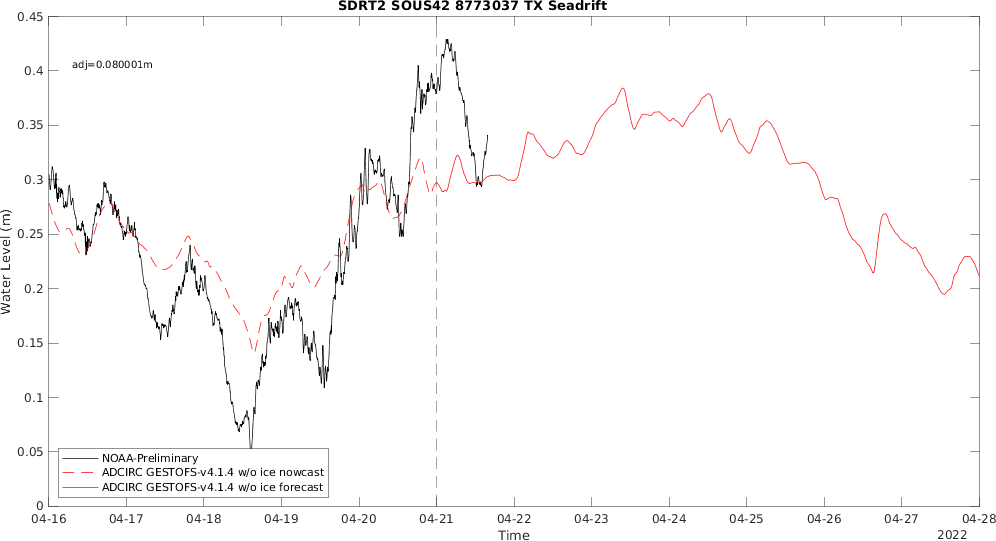 SDRT2 SOUS42 8773037 TX Seadrift
0.45
adj=0.080001m
0.4
0.35
0.3
0.25
0.2
0.15
0.1
0.05
0
Water Level (m)
NOAA-Preliminary
ADCIRC GESTOFS-v4.1.4 w/o ice nowcast
ADCIRC GESTOFS-v4.1.4 w/o ice forecast
04-16 04-17 04-18 04-19 04-20 04-21 04-22 04-23 04-24 04-25 04-26 04-27 04-28
Time
2022